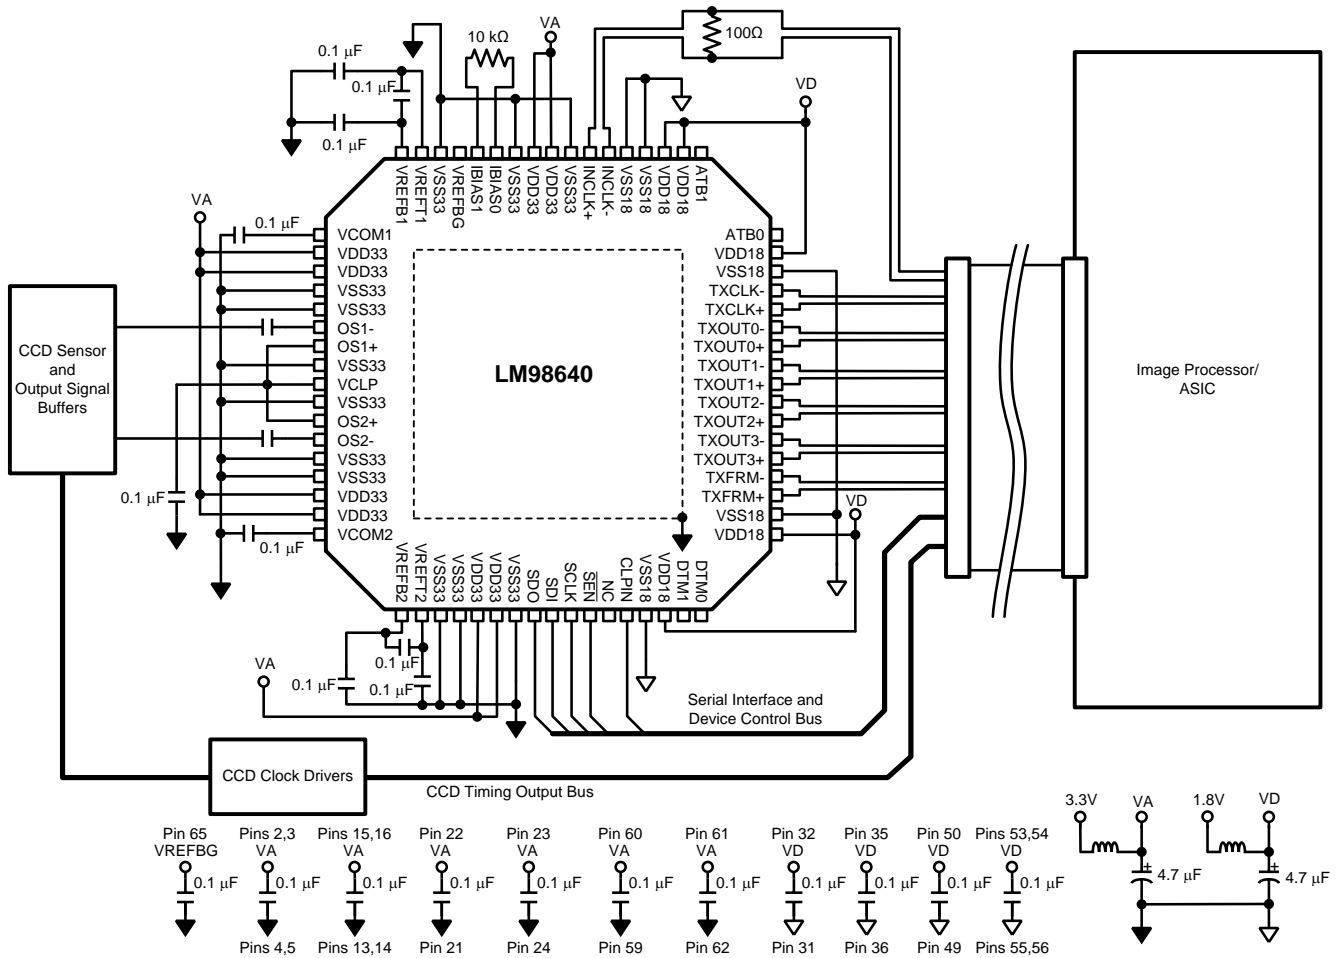 0.1 µF
0.1 µF
0.1 µF
10 kΩ
VA
100Ω
VD
VREFB1
VREFT1
VSS33
VREFBG
IBIAS1
IBIAS0
VSS33
VDD33
VDD33
VSS33
INCLK+
INCLK-
VSS18
VSS18
VDD18
VDD18
ATB1
VA
0.1 µF
VCOM1
VDD33
VDD33
VSS33
VSS33
OS1-
OS1+
VSS33
VCLP
VSS33
OS2+
OS2-
VSS33
VSS33
VDD33
VDD33
VCOM2
0.1 µF
0.1 µF
CCD Sensor
and
Output Signal
Buffers
LM98640
ATB0
VDD18
VSS18
TXCLK-
TXCLK+
TXOUT0-
TXOUT0+
TXOUT1-
TXOUT1+
TXOUT2-
TXOUT2+
TXOUT3-
TXOUT3+
TXFRM-
TXFRM+
VSS18
VDD18
VD
Image Processor/
ASIC
VREFB2
VREFT2
VSS33
VSS33
VDD33
VDD33
VSS33
SDO
SDI
SCLK
SEN
NC
CLPIN
VSS18
VDD18
DTM1
DTM0
VA
0.1 µF
0.1 µF
0.1 µF
Serial Interface and
Device Control Bus
CCD Clock Drivers
CCD Timing Output Bus
Pin 65
VREFBG
0.1 µF
Pins 2,3
VA
0.1 µF
Pins 4,5
Pins 15,16
VA
0.1 µF
Pins 13,14
Pin 22
VA
0.1 µF
Pin 21
Pin 23
VA
0.1 µF
Pin 24
Pin 60
VA
0.1 µF
Pin 59
Pin 61
VA
0.1 µF
Pin 62
Pin 32
VD
0.1 µF
Pin 31
Pin 35
VD
0.1 µF
Pin 36
Pin 50
VD
0.1 µF
Pin 49
Pins 53,54
VD
0.1 µF
Pins 55,56
3.3V
VA
+
4.7 µF
1.8V
VD
+
4.7 µF